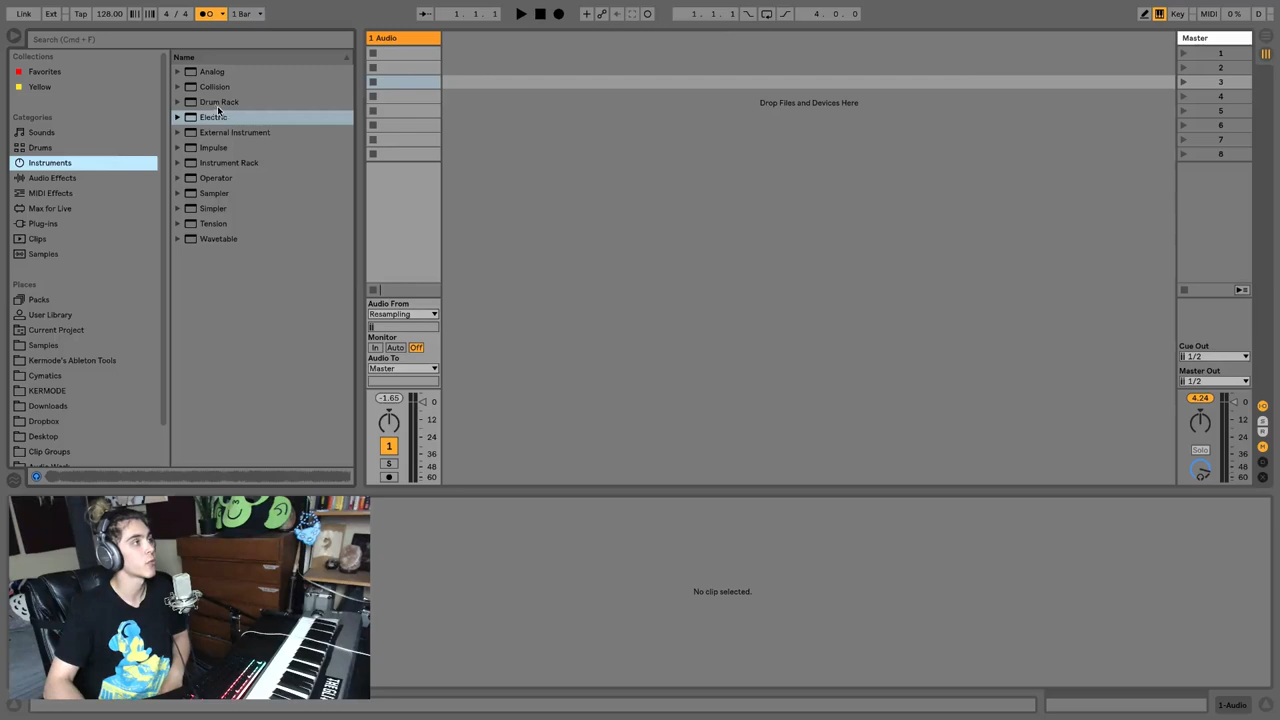 Link Ext Tap 128.00 4 / 4 1 Bar 1. 1. 1 1. 1. 1 4. 0. 0 Key MIDI 0 % D
Search (Cmd + F)
Collections
Favorites
Yellow
Categories
Sounds
Drums
Instruments
Audio Effects
MIDI Effects
Max for Live
Plug-ins
Clips
Samples
Places
Packs
User Library
Current Project
Samples
Kermode's Ableton Tools
Cymatics
KERMODE
Downloads
Dropbox
Desktop
Clip Groups
Name
Analog
Collision
Drum Rack
Electric
External Instrument
Impulse
Instrument Rack
Operator
Sampler
Simpler
Tension
Wavetable
1 Audio
Audio From
Resampling
Monitor
In Auto Off
Audio To
Master
-1.65
0
12
24
36
48
60
1
S
Drop Files and Devices Here
Master
1
2
3
4
5
6
7
8
Cue Out
1/2
Master Out
1/2
4.24
0
12
24
36
48
60
Solo
No clip selected.
1-Audio